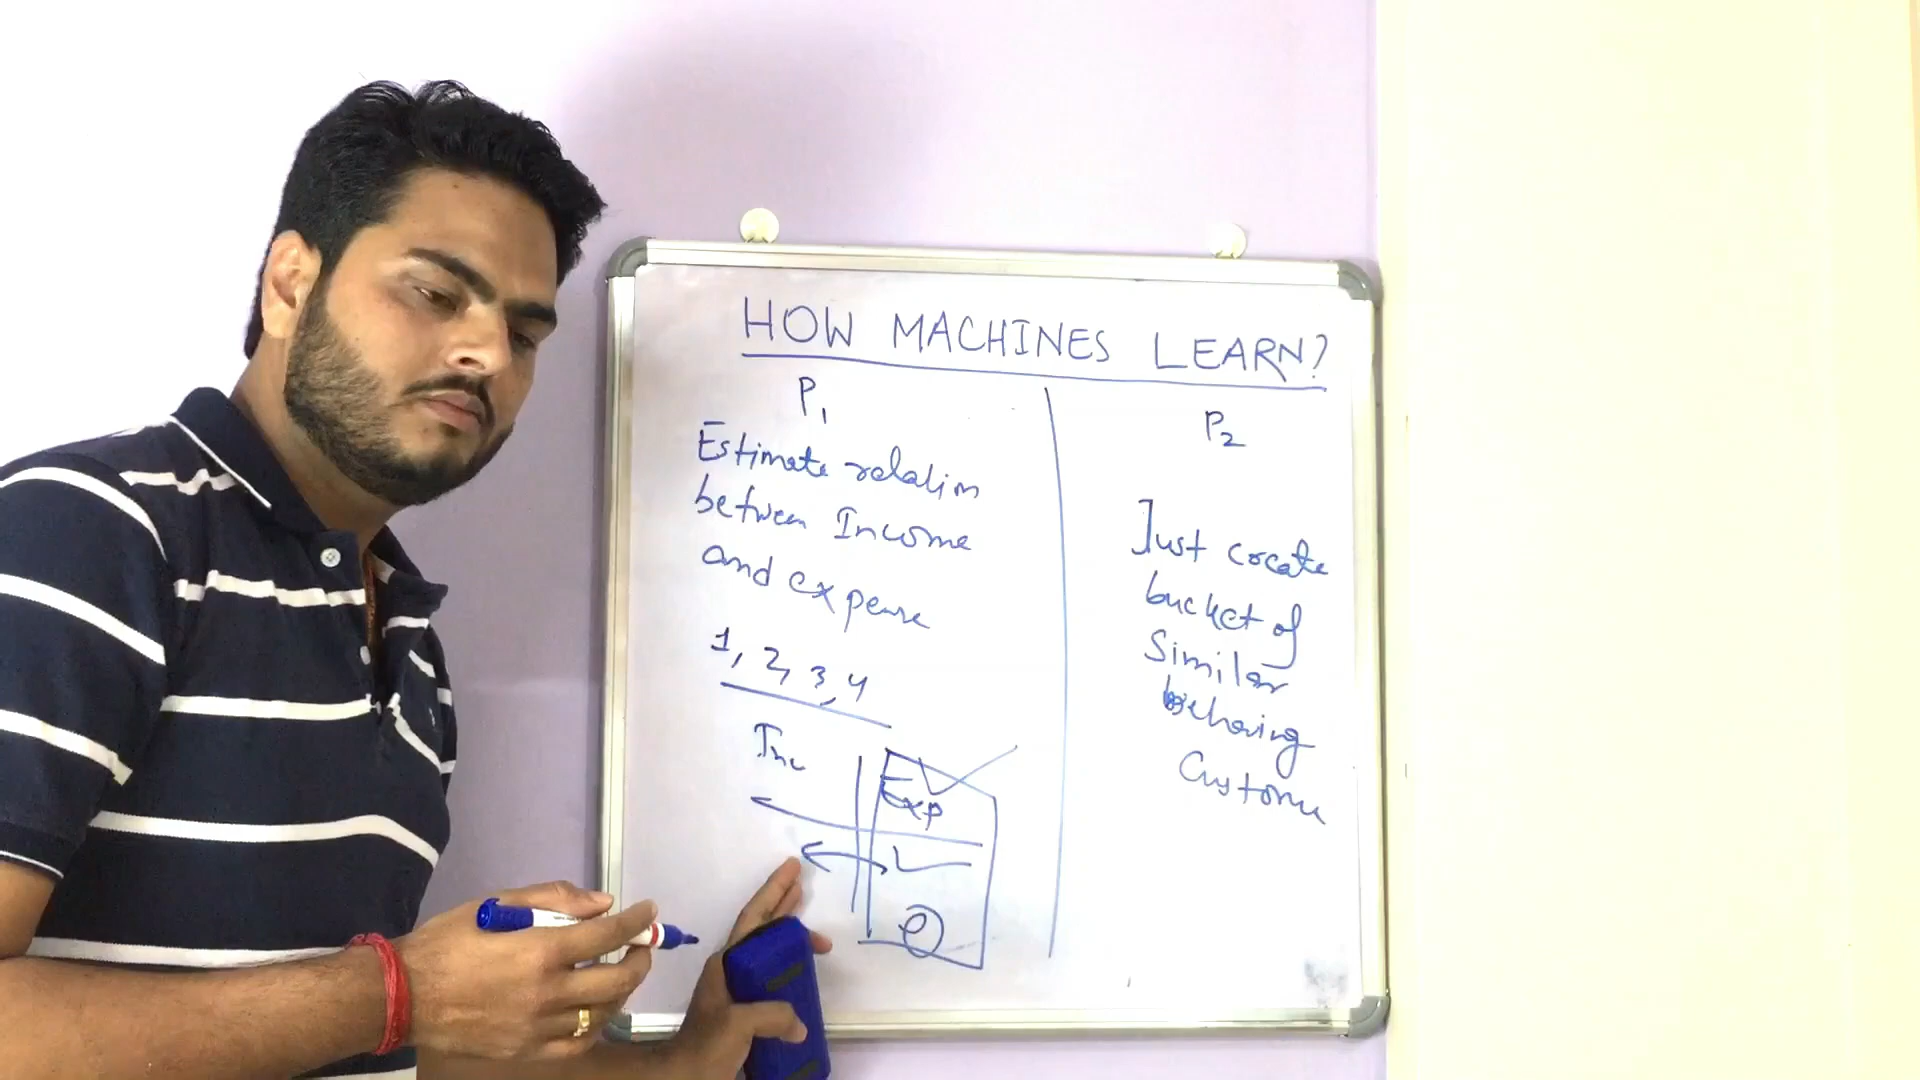 HOW MACHINES LEARN?
P1
Estimate relation
between Income
and expense
1, 2, 3, 4
Inc
Exp
P2
Just create
bucket of
Similar
behaving
Custome